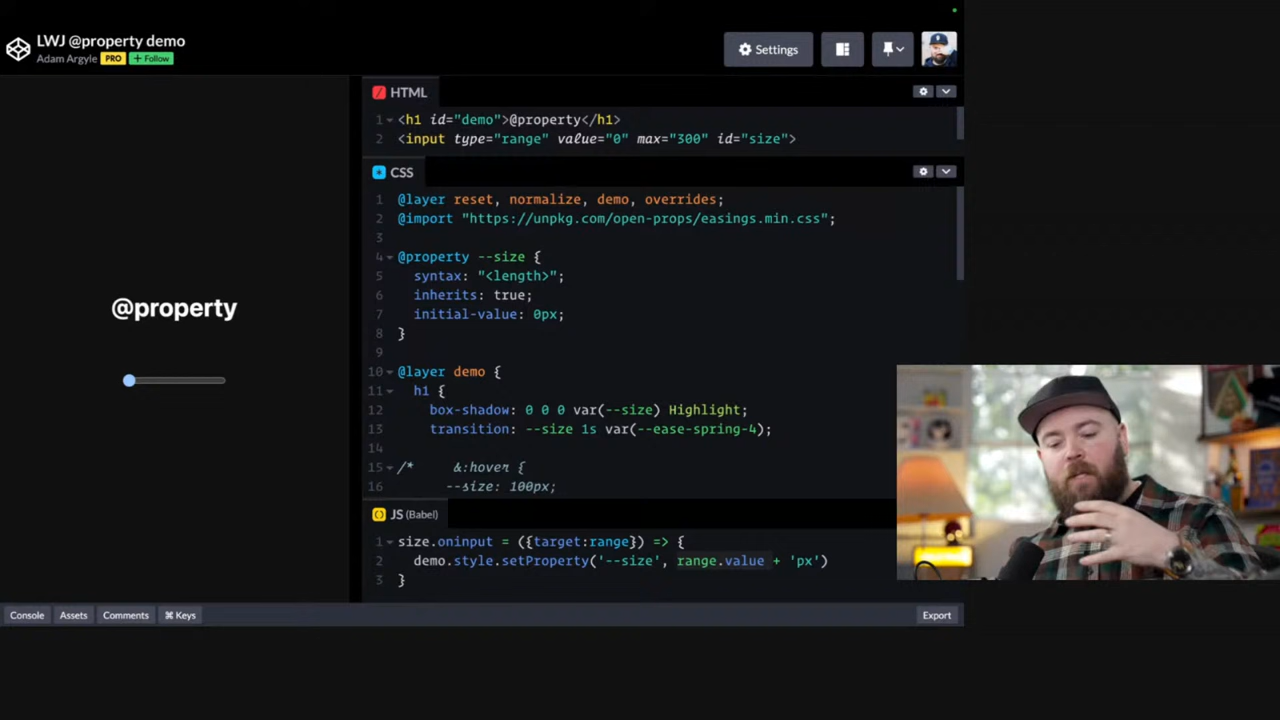 LWJ @property demo
Adam Argyle PRO + Follow
Settings
HTML
1 <h1 id="demo">@property</h1>
2 <input type="range" value="0" max="300" id="size">
CSS
1 @layer reset, normalize, demo, overrides;
2 @import "https://unpkg.com/open-props/easings.min.css";
3
4 @property --size {
5 syntax: "<length>";
6 inherits: true;
7 initial-value: 0px;
8 }
9
10 @layer demo {
11 h1 {
12 box-shadow: 0 0 0 var(--size) Highlight;
13 transition: --size 1s var(--ease-spring-4);
14
15 /* &:hover {
16 --size: 100px;
@property
JS (Babel)
1 size.oninput = ({target:range}) => {
2 demo.style.setProperty('--size', range.value + 'px')
3 }
Console Assets Comments ⌘ Keys Export